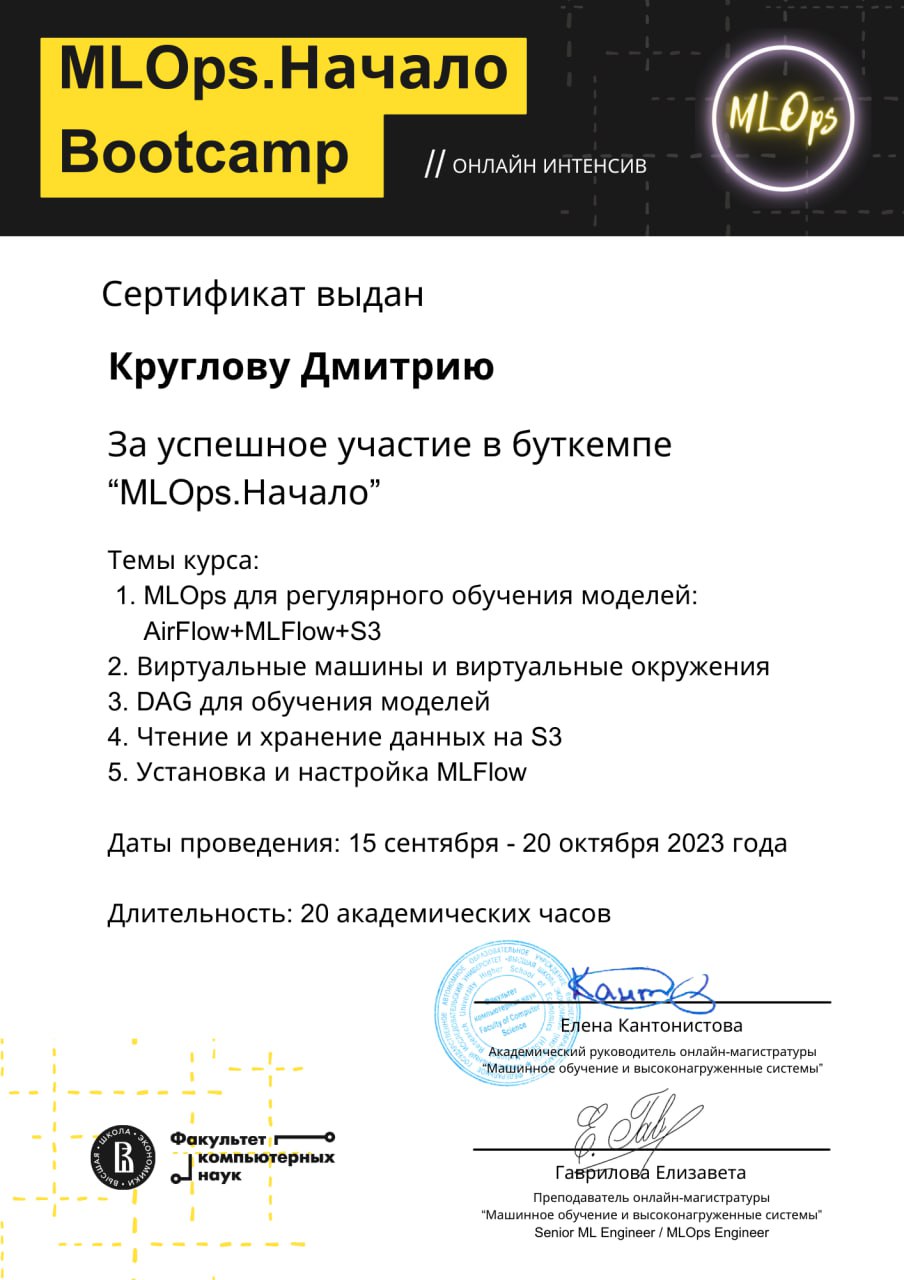 MLOps.Начало
Bootcamp
// ОНЛАЙН ИНТЕНСИВ
MLOps
Сертификат выдан
Круглову Дмитрию
За успешное участие в буткемпе
“MLOps.Начало”
Темы курса:
1. MLOps для регулярного обучения моделей:
AirFlow+MLFlow+S3
2. Виртуальные машины и виртуальные окружения
3. DAG для обучения моделей
4. Чтение и хранение данных на S3
5. Установка и настройка MLFlow
Даты проведения: 15 сентября - 20 октября 2023 года
Длительность: 20 академических часов
Факультет
компьютерных наук
Faculty of Computer
Science
Елена Кантонистова
Академический руководитель онлайн-магистратуры
“Машинное обучение и высоконагруженные системы”
ВЫСШАЯ • ШКОЛА • ЭКОНОМИКИ
Факультет
компьютерных
наук
Гаврилова Елизавета
Преподаватель онлайн-магистратуры
“Машинное обучение и высоконагруженные системы”
Senior ML Engineer / MLOps Engineer